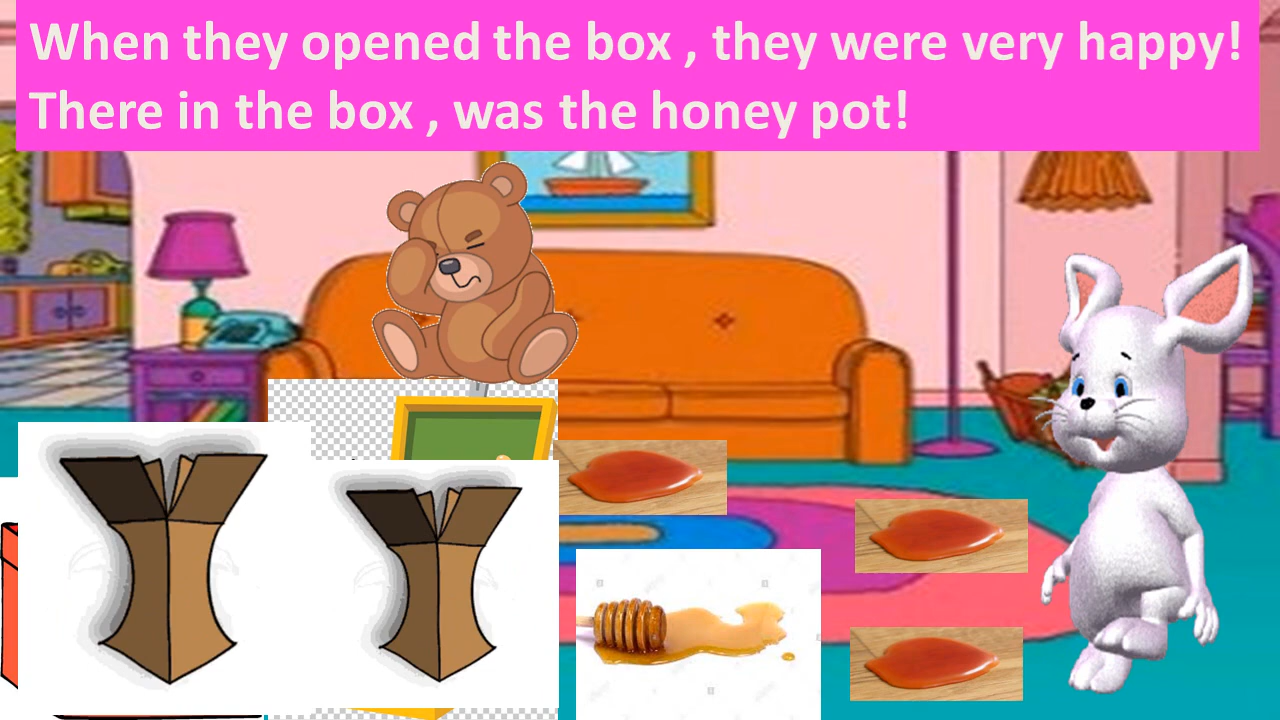 When they opened the box , they were very happy!
There in the box , was the honey pot!